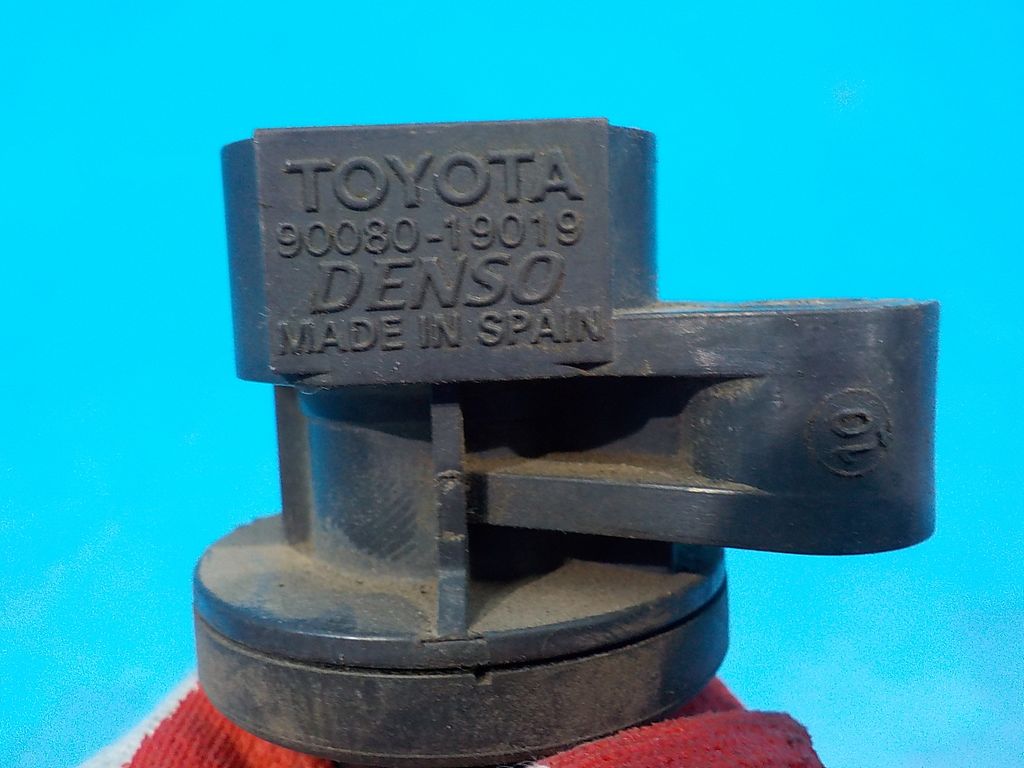 TOYOTA
90080-19019
DENSO
MADE IN SPAIN